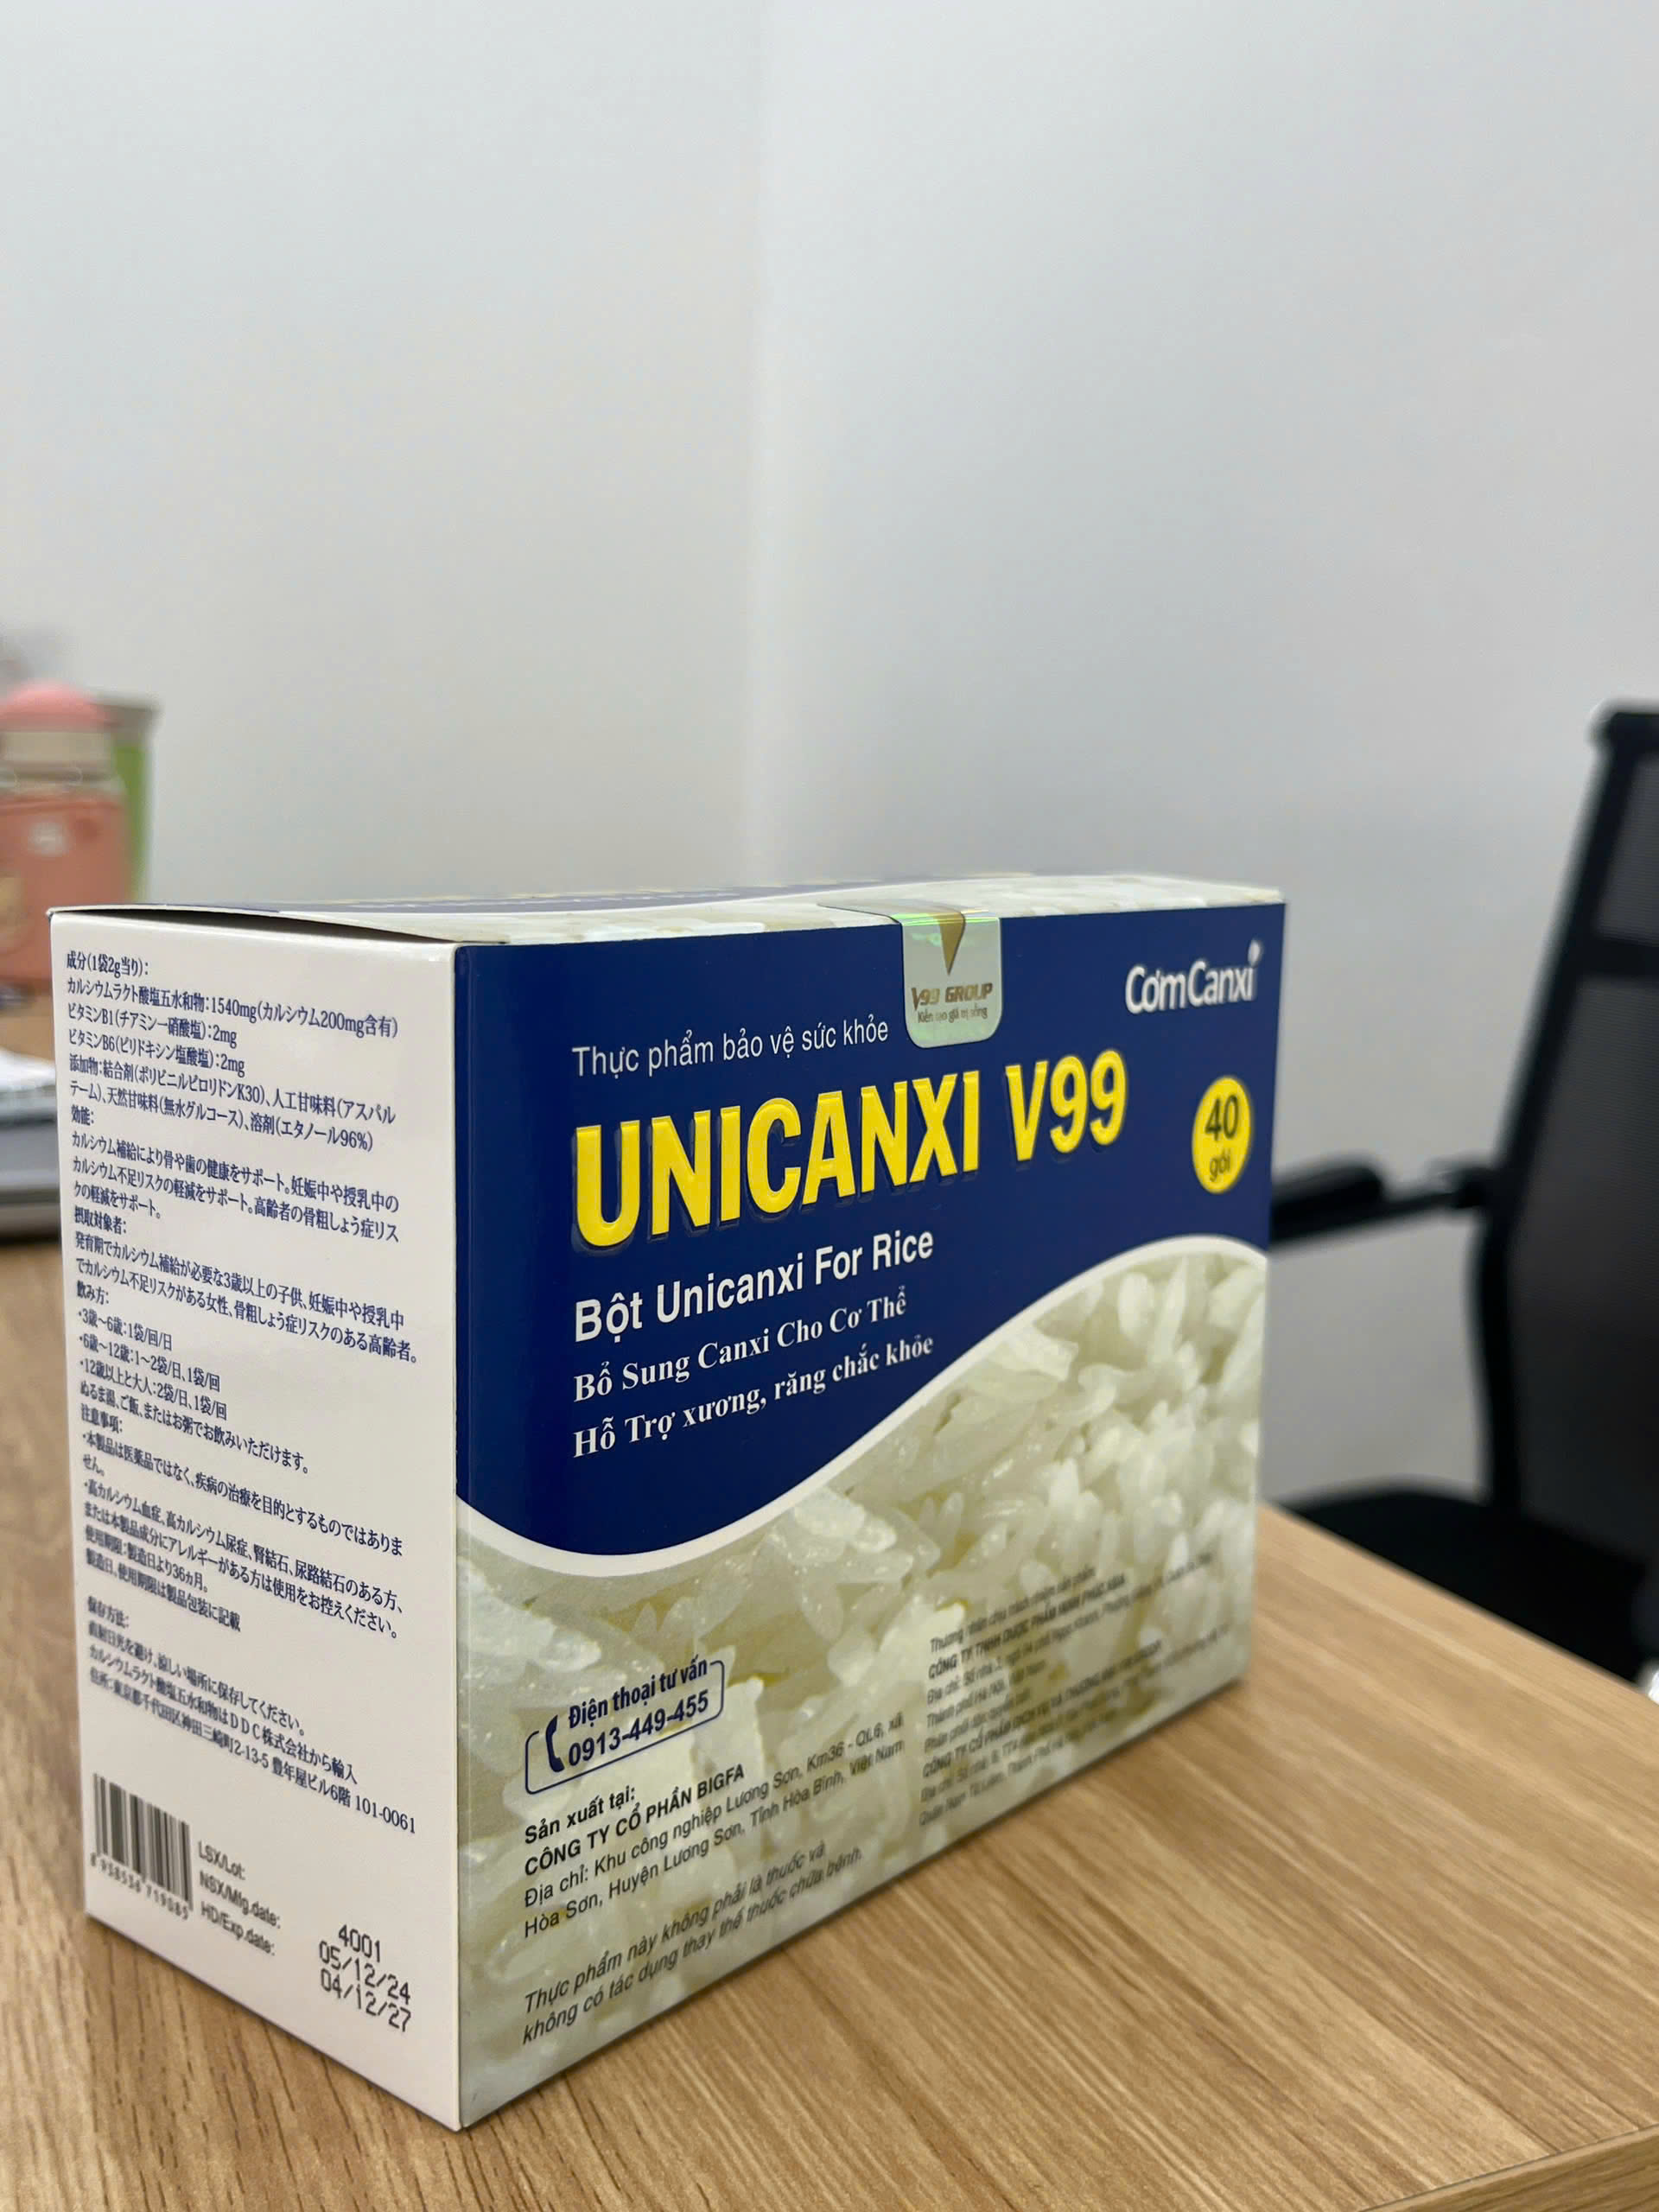 成分(1袋2g当り):
カルシウムラクト酸塩五水和物:1540mg(カルシウム200mg含有)
ビタミンB1(チアミン一硝酸塩):2mg
ビタミンB6(ピリドキシン塩酸塩):2mg
添加物:結合剤(ポリビニルピロリドンK30)、人工甘味料(アスパル
テーム)、天然甘味料(無水グルコース)、溶剤(エタノール96%)
効能:
カルシウム補給により骨や歯の健康をサポート。妊娠中や授乳中の
カルシウム不足リスクの軽減をサポート。高齢者の骨粗しょう症リス
クの軽減をサポート。
摂取対象者:
発育期でカルシウム補給が必要な3歳以上の子供、妊娠中や授乳中
でカルシウム不足リスクがある女性、骨粗しょう症リスクのある高齢者。
飲み方:
・3歳～6歳:1袋/回/日
・6歳～12歳:1～2袋/日、1袋/回
・12歳以上と大人:2袋/日、1袋/回
ぬるま湯、ご飯、またはお粥でお飲みいただけます。
注意事項:
・本製品は医薬品ではなく、疾病の治療を目的とするものではありま
せん。
・高カルシウム血症、高カルシウム尿症、腎結石、尿路結石のある方、
または本製品成分にアレルギーがある方は使用をお控えください。
使用期限:製造日より36ヵ月。
製造日、使用期限は製品包装に記載
保存方法:
直射日光を避け、涼しい場所に保存してください。
カルシウムラクト酸塩五水和物はDDC株式会社から輸入
住所:東京都千代田区神田三崎町2-13-5 豊年屋ビル6階 101-0061
8 938536 719085
LSX/Lot: 4001
NSX/Mfg.date: 05/12/24
HD/Exp.date: 04/12/27
V99 GROUP
Kiến tạo giá trị sống
CơmCanxi
Thực phẩm bảo vệ sức khỏe
UNICANXI V99
40
gói
Bột Unicanxi For Rice
Bổ Sung Canxi Cho Cơ Thể
Hỗ Trợ xương, răng chắc khỏe
Điện thoại tư vấn
0913-449-455
Sản xuất tại:
CÔNG TY CỔ PHẦN BIGFA
Địa chỉ: Khu công nghiệp Lương Sơn, Km36 - QL6, xã
Hòa Sơn, Huyện Lương Sơn, Tỉnh Hòa Bình, Việt Nam
Thực phẩm này không phải là thuốc và
không có tác dụng thay thế thuốc chữa bệnh.
Thương nhân chịu trách nhiệm sản phẩm: